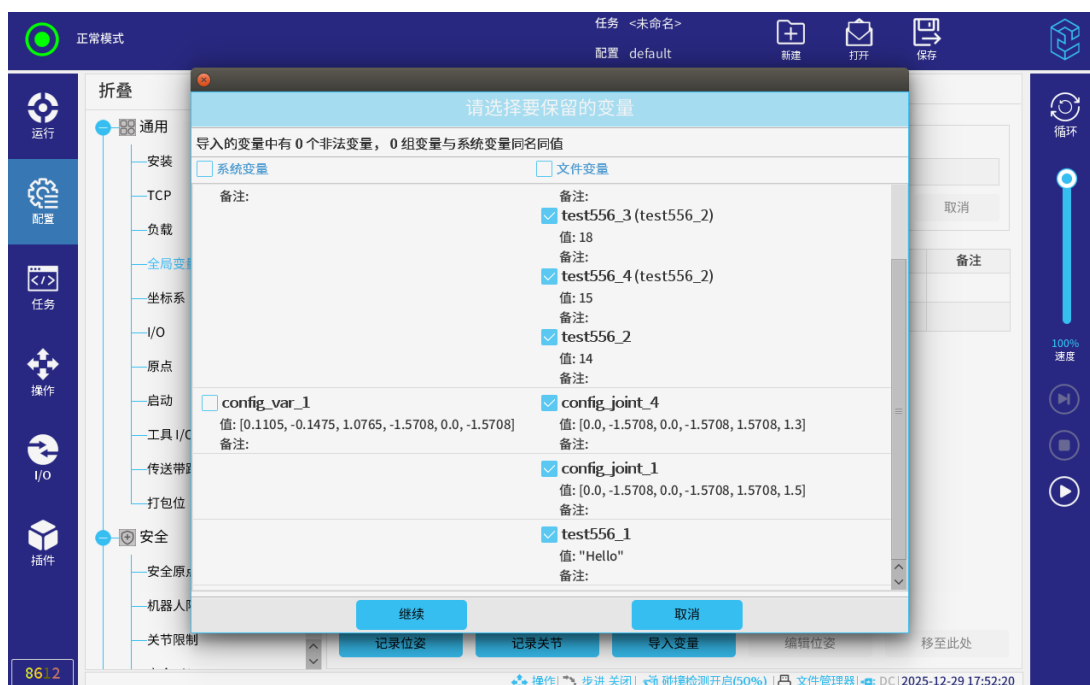 正常模式
任务 <未命名>
配置 default
新建
打开
保存
运行
配置
任务
操作
I/O
插件
8612
折叠
通用
安装
TCP
负载
全局变
坐标系
I/O
原点
启动
工具 I/O
传送带
打包位
安全
安全原
机器人
关节限制
请选择要保留的变量
导入的变量中有 0 个非法变量， 0 组变量与系统变量同名同值
系统变量
文件变量
备注:
备注:
test556_3 (test556_2)
值: 18
备注:
test556_4 (test556_2)
值: 15
备注:
test556_2
值: 14
备注:
config_var_1
值: [0.1105, -0.1475, 1.0765, -1.5708, 0.0, -1.5708]
备注:
config_joint_4
值: [0.0, -1.5708, 0.0, -1.5708, 1.5708, 1.3]
备注:
config_joint_1
值: [0.0, -1.5708, 0.0, -1.5708, 1.5708, 1.5]
备注:
test556_1
值: "Hello"
备注:
继续
取消
取消
备注
记录位姿
记录关节
导入变量
编辑位姿
移至此处
循环
100%
速度
操作| 步进 关闭| 碰撞检测开启(50%) | 文件管理器| DC| 2025-12-29 17:52:20